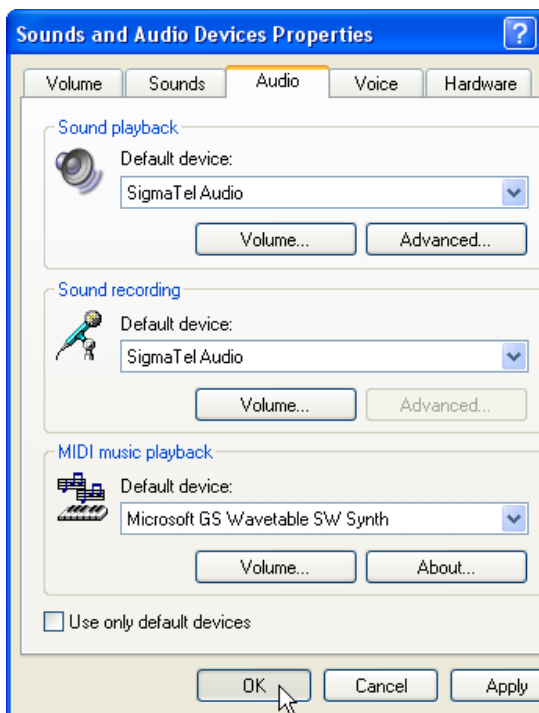 Sounds and Audio Devices Properties ?
Volume Sounds Audio Voice Hardware
Sound playback
Default device:
SigmaTel Audio
Volume... Advanced...
Sound recording
Default device:
SigmaTel Audio
Volume... Advanced...
MIDI music playback
Default device:
Microsoft GS Wavetable SW Synth
Volume... About...
Use only default devices
OK Cancel Apply